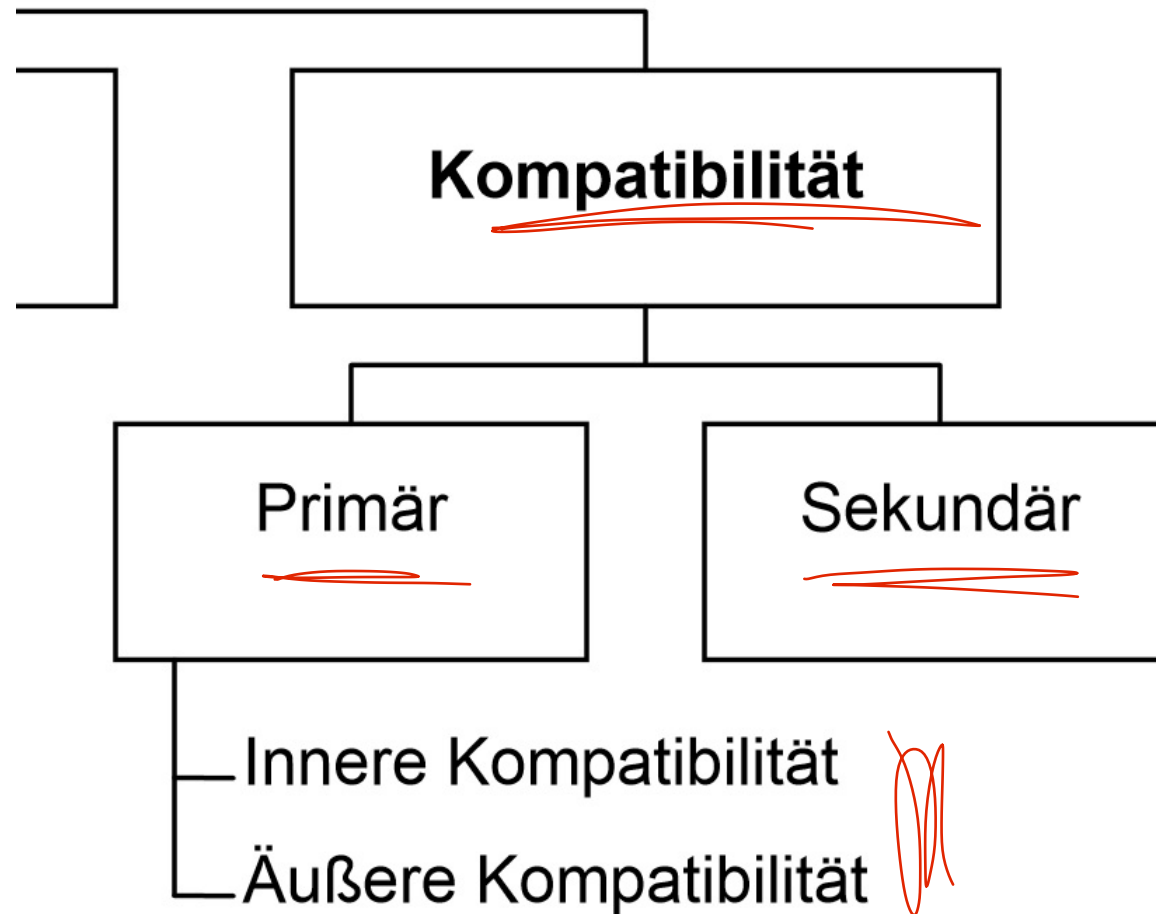 Kompatibilität
Primär
Sekundär
Innere Kompatibilität
Äußere Kompatibilität